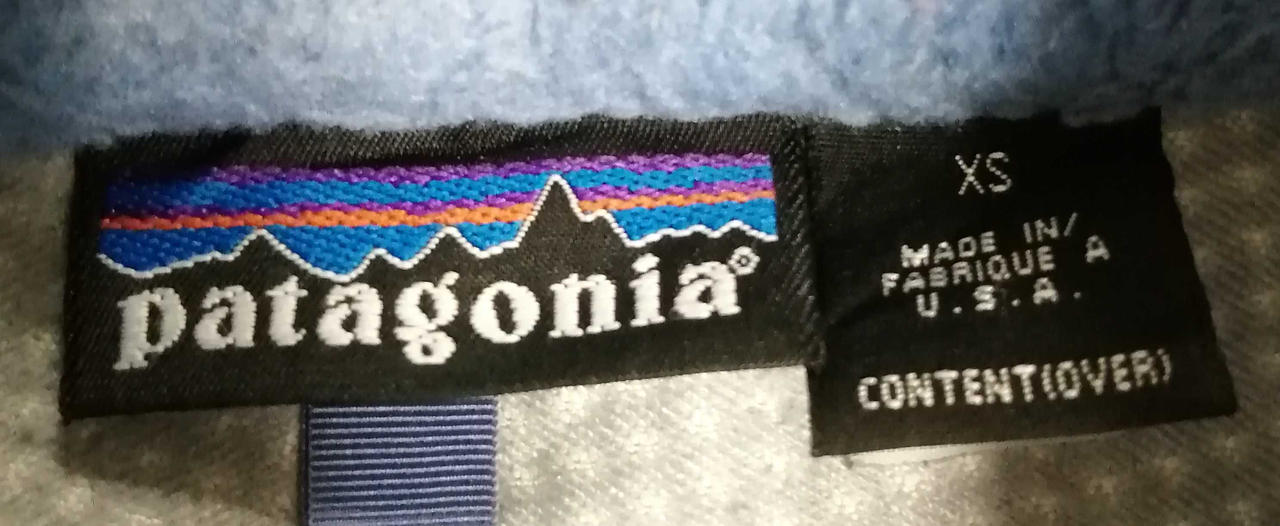 patagonia®
XS
MADE IN/
FABRIQUE A
U.S.A.
CONTENT(OVER)